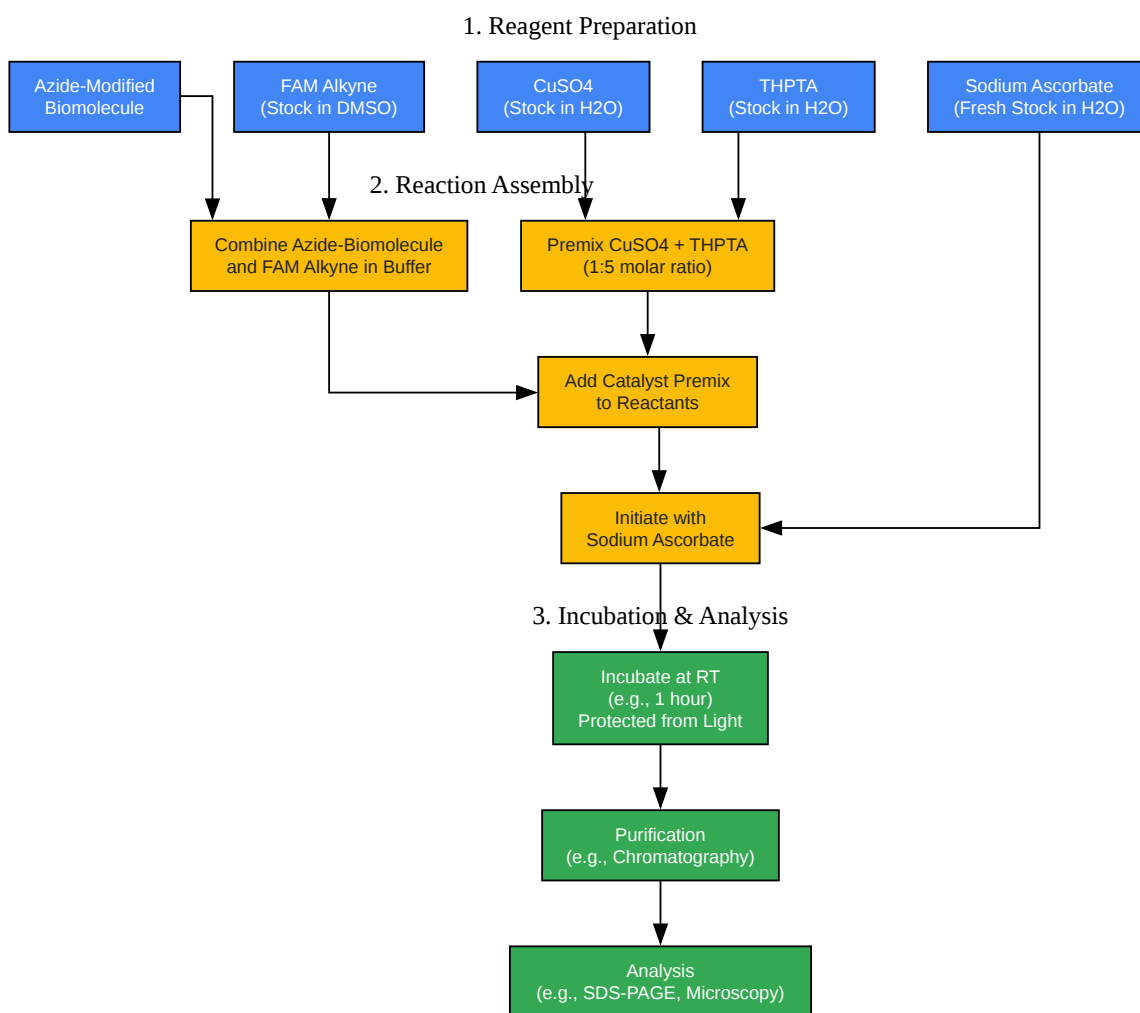 1. Reagent Preparation
Azide-Modified
Biomolecule
FAM Alkyne
(Stock in DMSO)
CuSO4
(Stock in H2O)
THPTA
(Stock in H2O)
Sodium Ascorbate
(Fresh Stock in H2O)
2. Reaction Assembly
Combine Azide-Biomolecule
and FAM Alkyne in Buffer
Premix CuSO4 + THPTA
(1:5 molar ratio)
Add Catalyst Premix
to Reactants
Initiate with
Sodium Ascorbate
3. Incubation & Analysis
Incubate at RT
(e.g., 1 hour)
Protected from Light
Purification
(e.g., Chromatography)
Analysis
(e.g., SDS-PAGE, Microscopy)